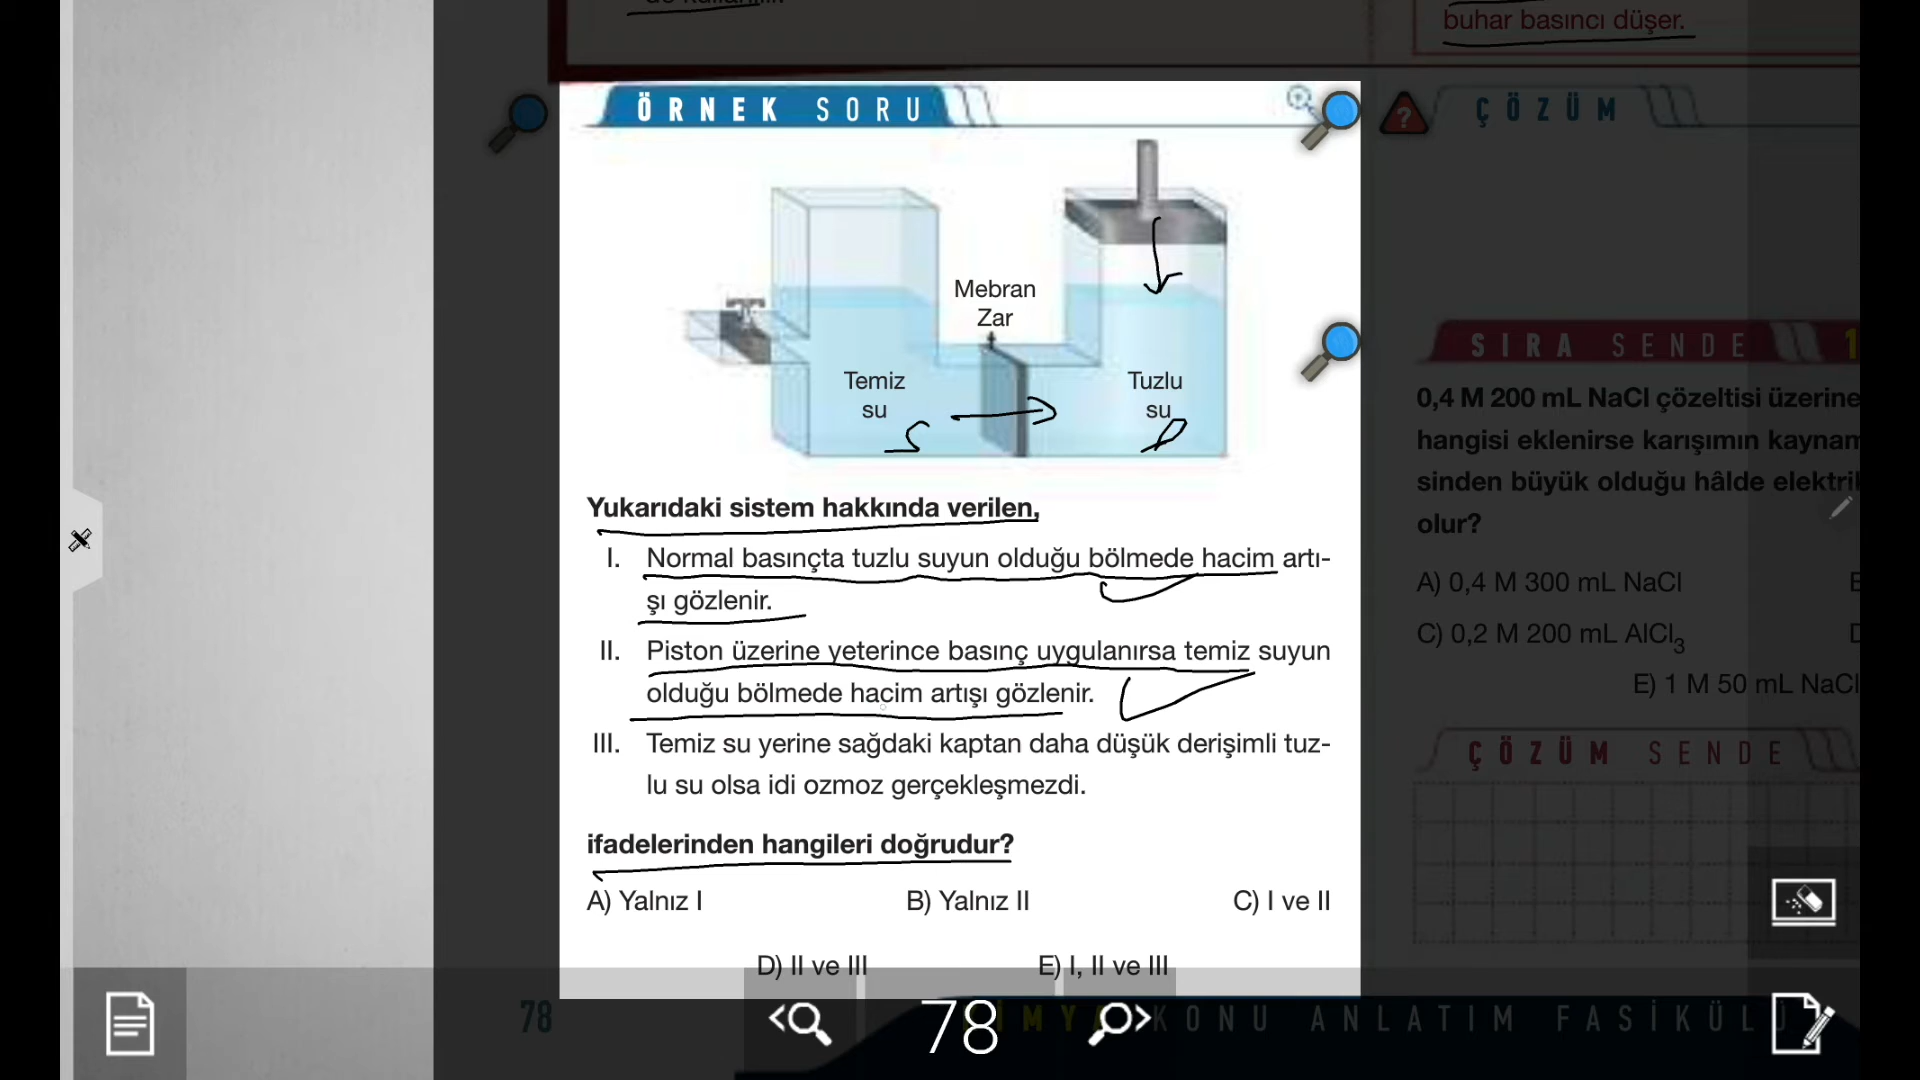 buhar basıncı düşer.
ÖRNEK SORU
ÇÖZÜM
Mebran
Zar
Temiz
su
Tuzlu
su
Yukarıdaki sistem hakkında verilen,
I. Normal basınçta tuzlu suyun olduğu bölmede hacim artı-
şı gözlenir.
II. Piston üzerine yeterince basınç uygulanırsa temiz suyun
olduğu bölmede hacim artışı gözlenir.
III. Temiz su yerine sağdaki kaptan daha düşük derişimli tuz-
lu su olsa idi ozmoz gerçekleşmezdi.
ifadelerinden hangileri doğrudur?
A) Yalnız I B) Yalnız II C) I ve II
D) II ve III E) I, II ve III
SIRA SENDE 1
0,4 M 200 mL NaCl çözeltisi üzerine
hangisi eklenirse karışımın kaynam
sinden büyük olduğu hâlde elektril
olur?
A) 0,4 M 300 mL NaCl
C) 0,2 M 200 mL AlCl₃
E) 1 M 50 mL NaCl
ÇÖZÜM SENDE
78
78
KONU ANLATIM FASİKÜLÜ